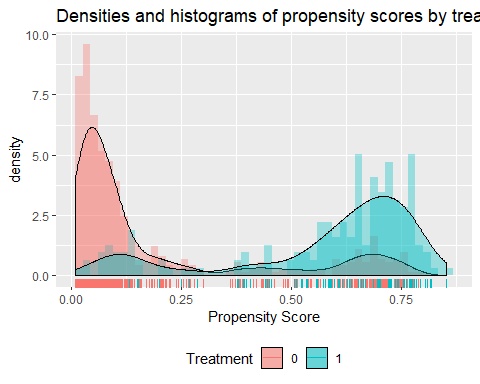 Densities and histograms of propensity scores by trea
10.0
7.5
5.0
2.5
0.0
density
0.00 0.25 0.50 0.75
Propensity Score
Treatment 0 1